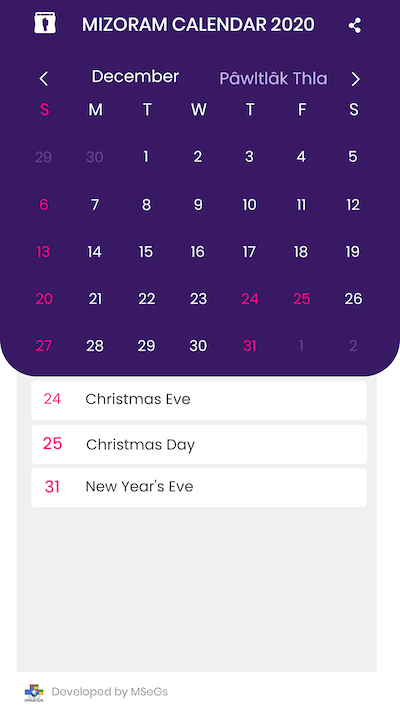 MIZORAM CALENDAR 2020
December Pâwltlâk Thla
S M T W T F S
29 30 1 2 3 4 5
6 7 8 9 10 11 12
13 14 15 16 17 18 19
20 21 22 23 24 25 26
27 28 29 30 31 1 2
24 Christmas Eve
25 Christmas Day
31 New Year's Eve
Developed by MSeGs